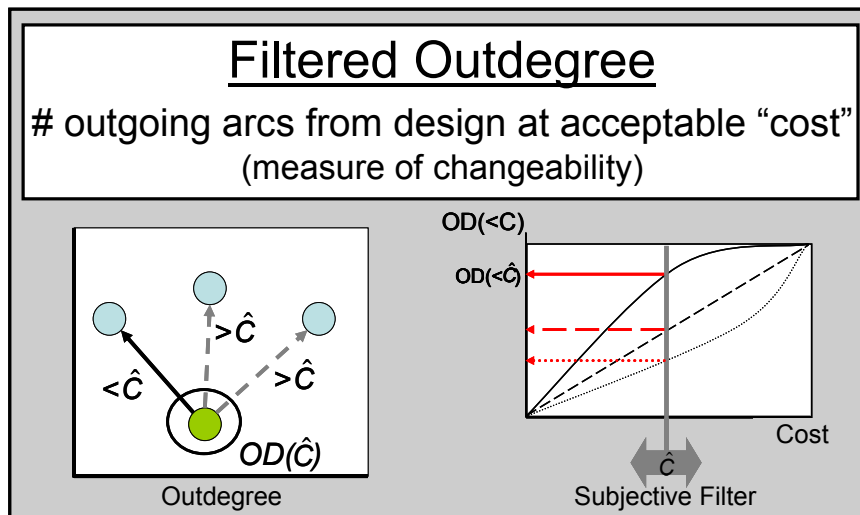 Filtered Outdegree
# outgoing arcs from design at acceptable “cost”
(measure of changeability)
>Ĉ
<Ĉ
>Ĉ
OD(Ĉ)
Outdegree
OD(<C)
OD(<Ĉ)
Cost
Ĉ
Subjective Filter